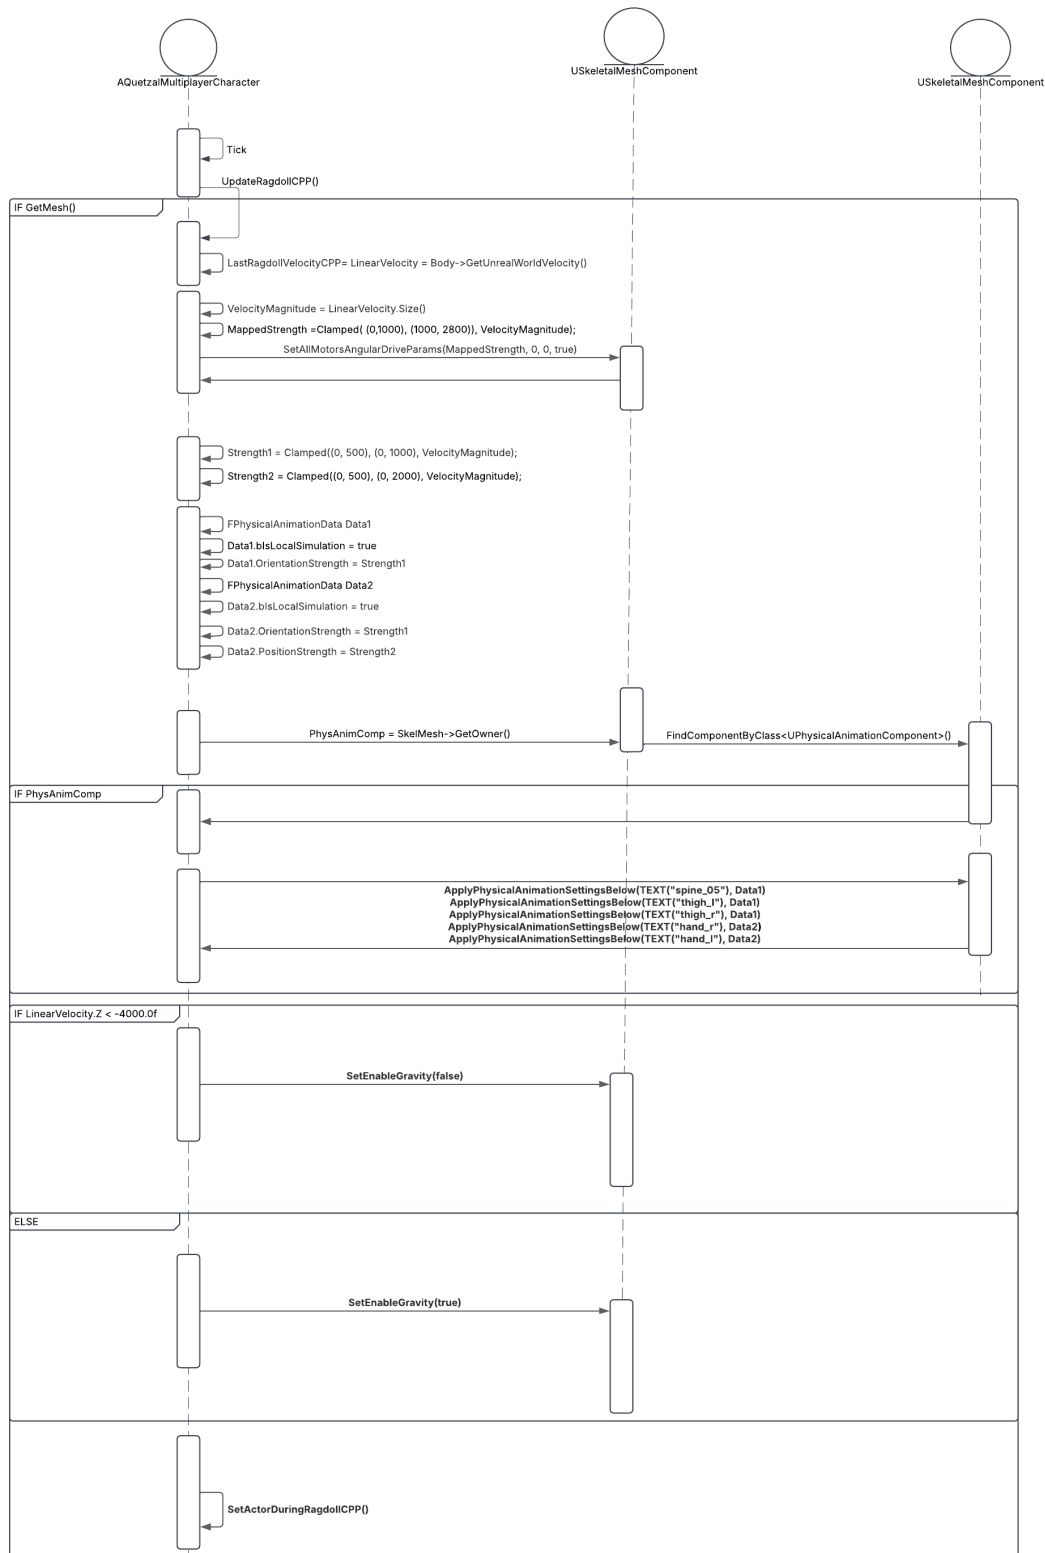 AQuetzalMultiplayerCharacter
USkeletalMeshComponent
USkeletalMeshComponent
Tick
UpdateRagdollCPP()
IF GetMesh()
LastRagdollVelocityCPP= LinearVelocity = Body->GetUnrealWorldVelocity()
VelocityMagnitude = LinearVelocity.Size()
MappedStrength =Clamped( (0,1000), (1000, 2800)), VelocityMagnitude);
SetAllMotorsAngularDriveParams(MappedStrength, 0, 0, true)
Strength1 = Clamped((0, 500), (0, 1000), VelocityMagnitude);
Strength2 = Clamped((0, 500), (0, 2000), VelocityMagnitude);
FPhysicalAnimationData Data1
Data1.bIsLocalSimulation = true
Data1.OrientationStrength = Strength1
FPhysicalAnimationData Data2
Data2.bIsLocalSimulation = true
Data2.OrientationStrength = Strength1
Data2.PositionStrength = Strength2
PhysAnimComp = SkelMesh->GetOwner()
FindComponentByClass<UPhysicalAnimationComponent>()
IF PhysAnimComp
ApplyPhysicalAnimationSettingsBelow(TEXT("spine_05"), Data1)
ApplyPhysicalAnimationSettingsBelow(TEXT("thigh_l"), Data1)
ApplyPhysicalAnimationSettingsBelow(TEXT("thigh_r"), Data1)
ApplyPhysicalAnimationSettingsBelow(TEXT("hand_r"), Data2)
ApplyPhysicalAnimationSettingsBelow(TEXT("hand_l"), Data2)
IF LinearVelocity.Z < -4000.0f
SetEnableGravity(false)
ELSE
SetEnableGravity(true)
SetActorDuringRagdollCPP()